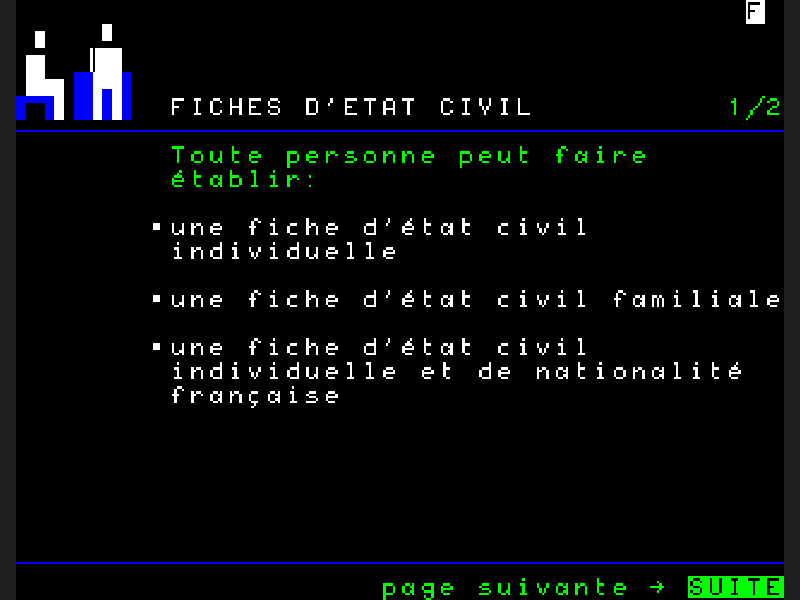 F
FICHES D'ETAT CIVIL 1/2
Toute personne peut faire
établir:
▪une fiche d'état civil
individuelle
▪une fiche d'état civil familiale
▪une fiche d'état civil
individuelle et de nationalité
française
page suivante → SUITE